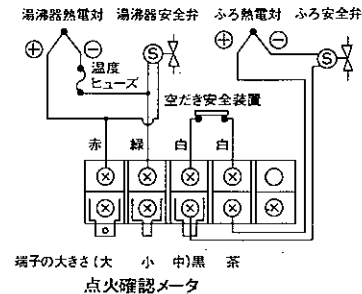 湯沸器熱電対 湯沸器安全弁 ふろ熱電対 ふろ安全弁
⊕ ⊖ S ⊕ ⊖ S
温度
ヒューズ
空だき安全装置
赤 緑 白 白
端子の大きさ(大 小 中)黒 茶
点火確認メータ